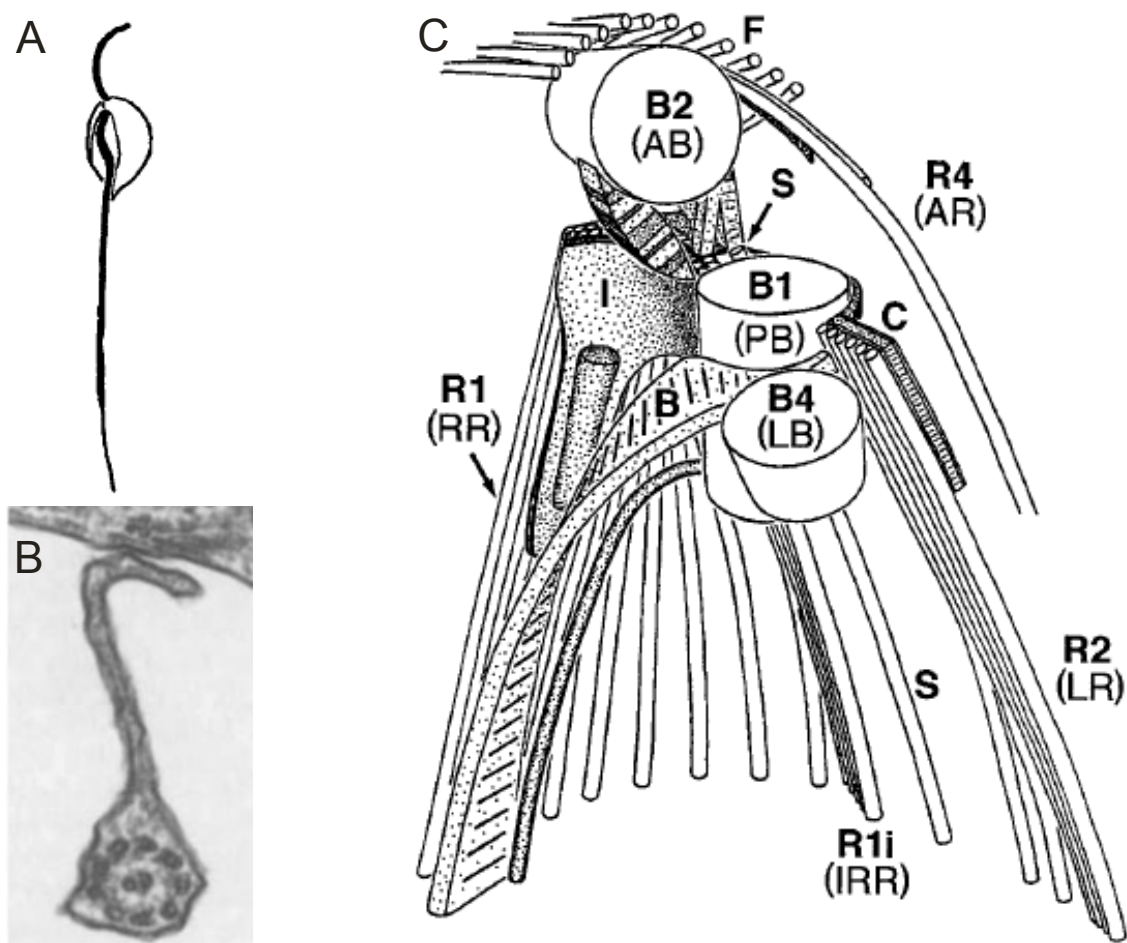 A
C
F
B2
(AB)
S
R4
(AR)
I
B1
(PB)
C
R1
(RR)
B
B4
(LB)
B
R2
(LR)
S
R1i
(IRR)